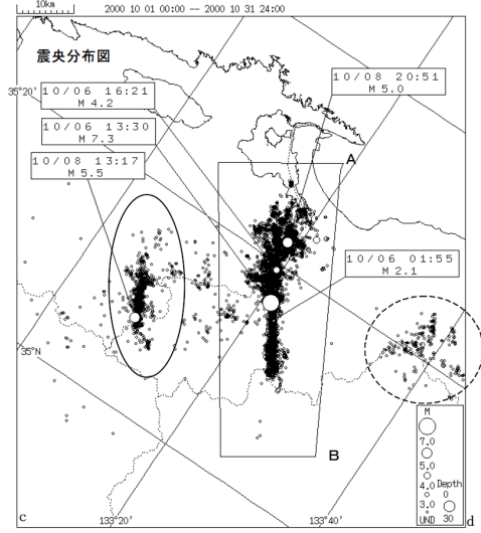 10km 2000 10 01 00:00 -- 2000 10 31 24:00
震央分布図
10/08 20:51
M 5.0
35°20'
10/06 16:21
M 4.2
10/06 13:30
M 7.3
10/08 13:17
M 5.5
A
10/06 01:55
M 2.1
35°N
B
M
7.0
5.0
4.0 Depth
3.0 0
UND 30
c 133°20' 133°40' d